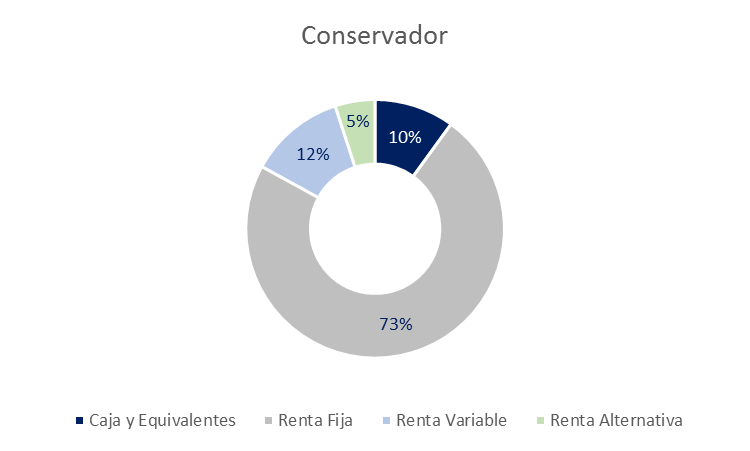 Conservador
5%
10%
12%
73%
Caja y Equivalentes Renta Fija Renta Variable Renta Alternativa